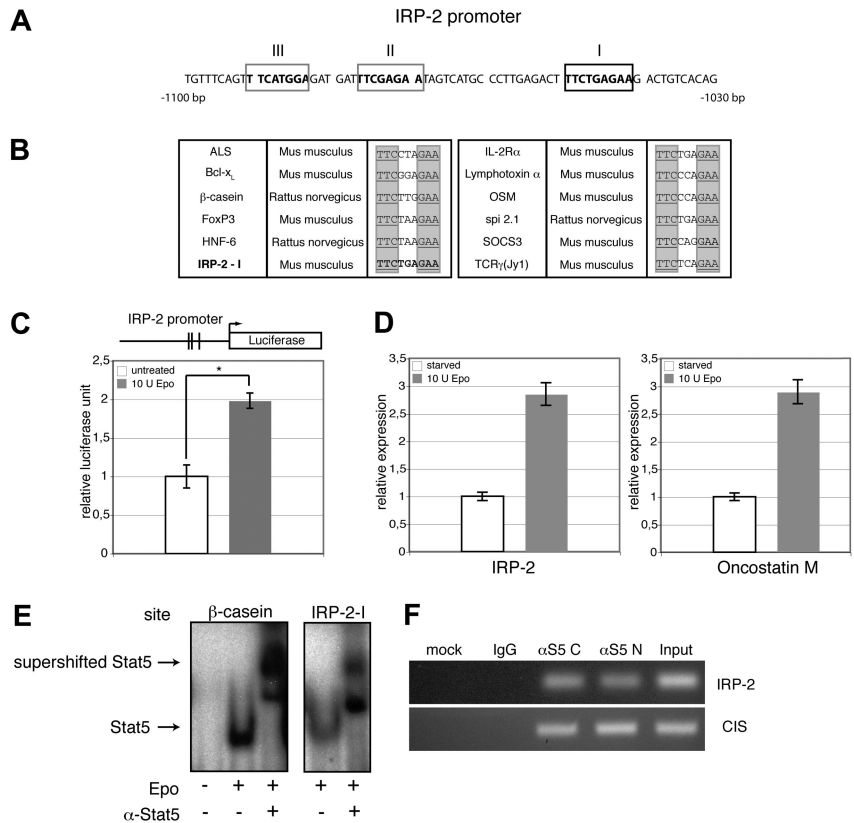 A
IRP-2 promoter
III II I
TGTTTCAGTT TCATGGAGAT GATTTCGAGA ATAGTCATGC CCTTGAGACT TTCTGAGAAG ACTGTCACAG
-1100 bp -1030 bp
B
ALS Mus musculus TTCCTAGAA IL-2Rα Mus musculus TTCTGAGAA
Bcl-xL Mus musculus TTCGGAGAA Lymphotoxin α Mus musculus TTCCCAGAA
β-casein Rattus norvegicus TTCTTGGAA OSM Mus musculus TTCCCAGAA
FoxP3 Mus musculus TTCTAAGAA spi 2.1 Rattus norvegicus TTCTGAGAA
HNF-6 Rattus norvegicus TTCTAAGAA SOCS3 Mus musculus TTCCAGGAA
IRP-2 - I Mus musculus TTCTGAGAA TCRγ(Jγ1) Mus musculus TTCTCAGAA
C
IRP-2 promoter
Luciferase
untreated
10 U Epo
*
relative luciferase unit
2,5
2
1,5
1
0,5
0
D
starved
10 U Epo
relative expression
3,5
3
2,5
2
1,5
1
0,5
0
IRP-2
starved
10 U Epo
relative expression
3,5
3
2,5
2
1,5
1
0,5
0
Oncostatin M
E
site β-casein IRP-2-I
supershifted Stat5
Stat5
Epo - + + + +
α-Stat5 - - + - +
F
mock IgG αS5 C αS5 N Input
IRP-2
CIS